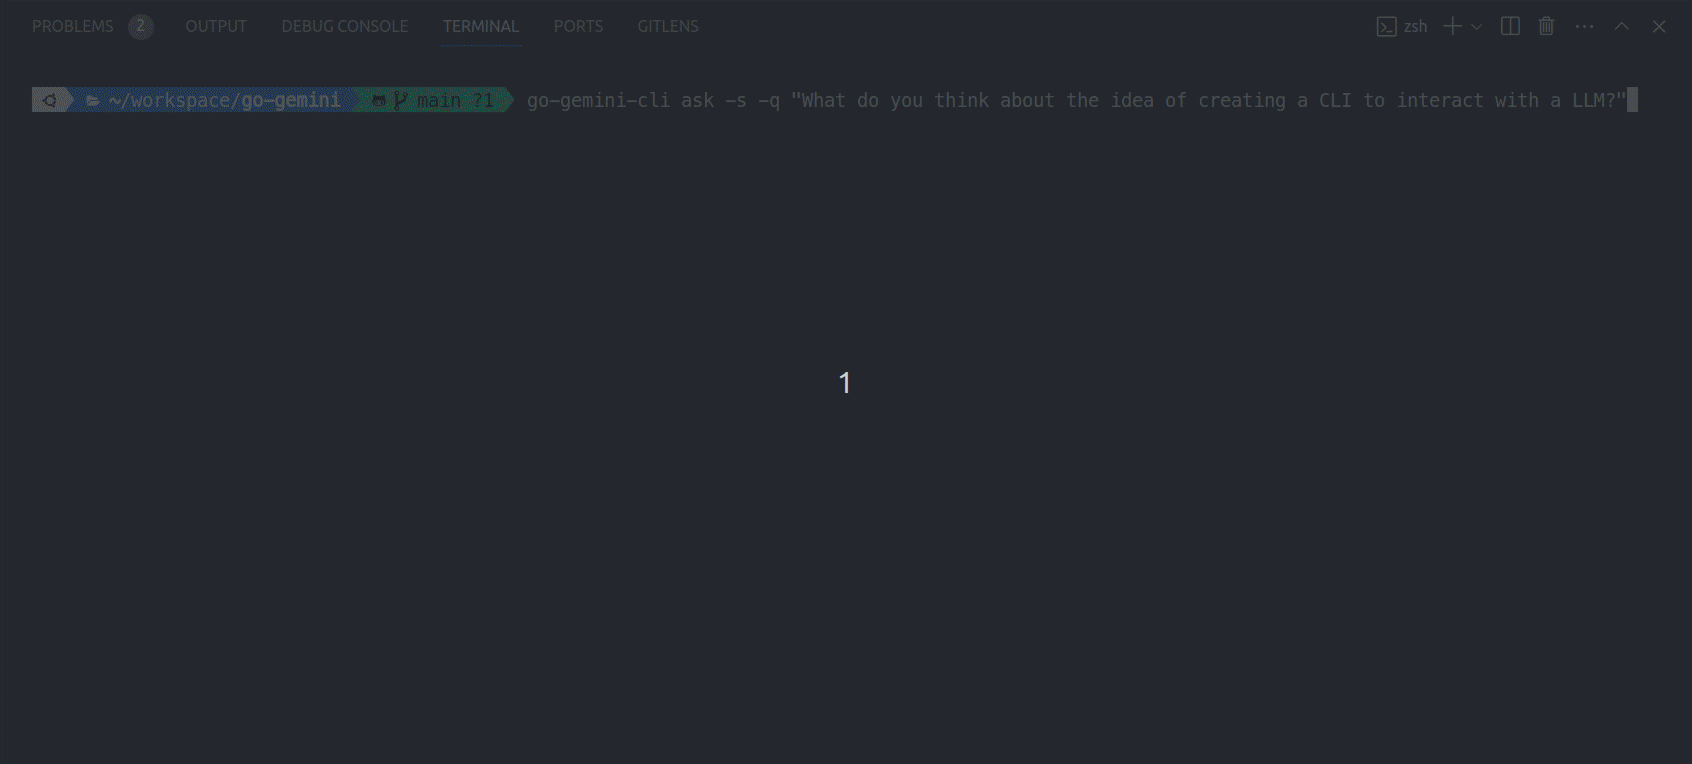 PROBLEMS 2 OUTPUT DEBUG CONSOLE TERMINAL PORTS GITLENS zsh
~/workspace/go-gemini main ?1 go-gemini-cli ask -s -q "What do you think about the idea of creating a CLI to interact with a LLM?"
1